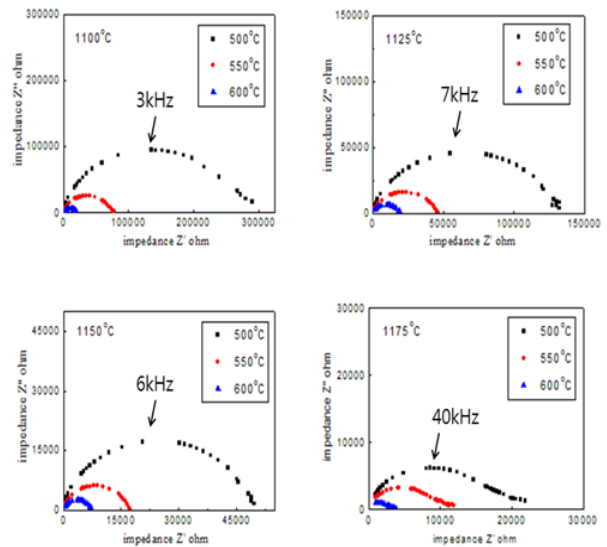 300000
200000
100000
0
impedance Z" ohm
1100°C
500°C
550°C
600°C
3kHz
0 100000 200000 300000
impedance Z' ohm
150000
100000
50000
0
impedance Z" ohm
1125°C
500°C
550°C
600°C
7kHz
0 50000 100000 150000
impedance Z' ohm
45000
30000
15000
0
impedance Z" ohm
1150°C
500°C
550°C
600°C
6kHz
0 15000 30000 45000
impedance Z' ohm
30000
20000
10000
0
impedance Z" ohm
1175°C
500°C
550°C
600°C
40kHz
0 10000 20000 30000
impedance Z' ohm